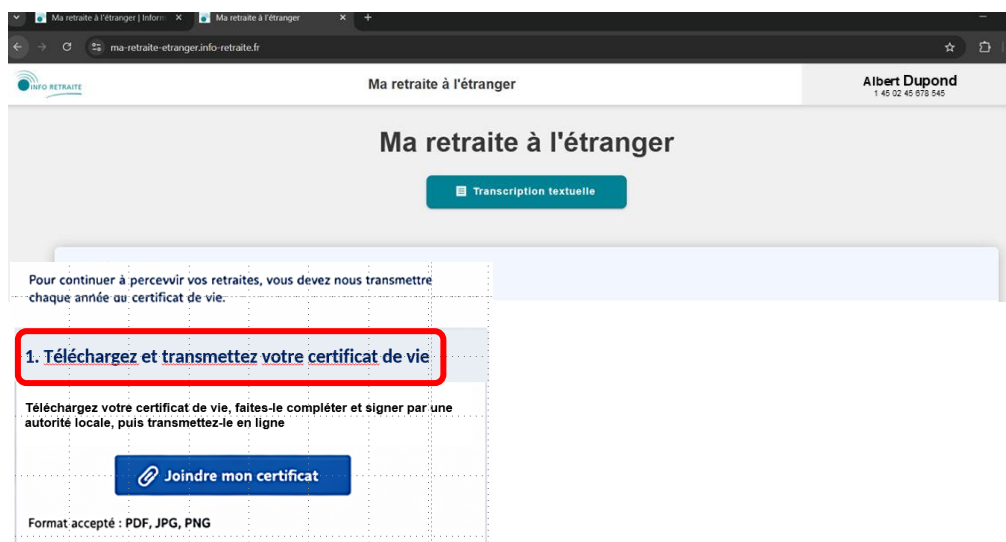 Ma retraite à l'étranger | Inform
Ma retraite à l'étranger
ma-retraite-etranger.info-retraite.fr
INFO RETRAITE
Ma retraite à l'étranger
Albert Dupond
1 45 02 45 678 545
Ma retraite à l'étranger
Transcription textuelle
Pour continuer à percevvir vos retraites, vous devez nous transmettre
chaque année au certificat de vie.
1. Téléchargez et transmettez votre certificat de vie
Téléchargez votre certificat de vie, faites-le compléter et signer par une
autorité locale, puis transmettez-le en ligne
Joindre mon certificat
Format accepté : PDF, JPG, PNG